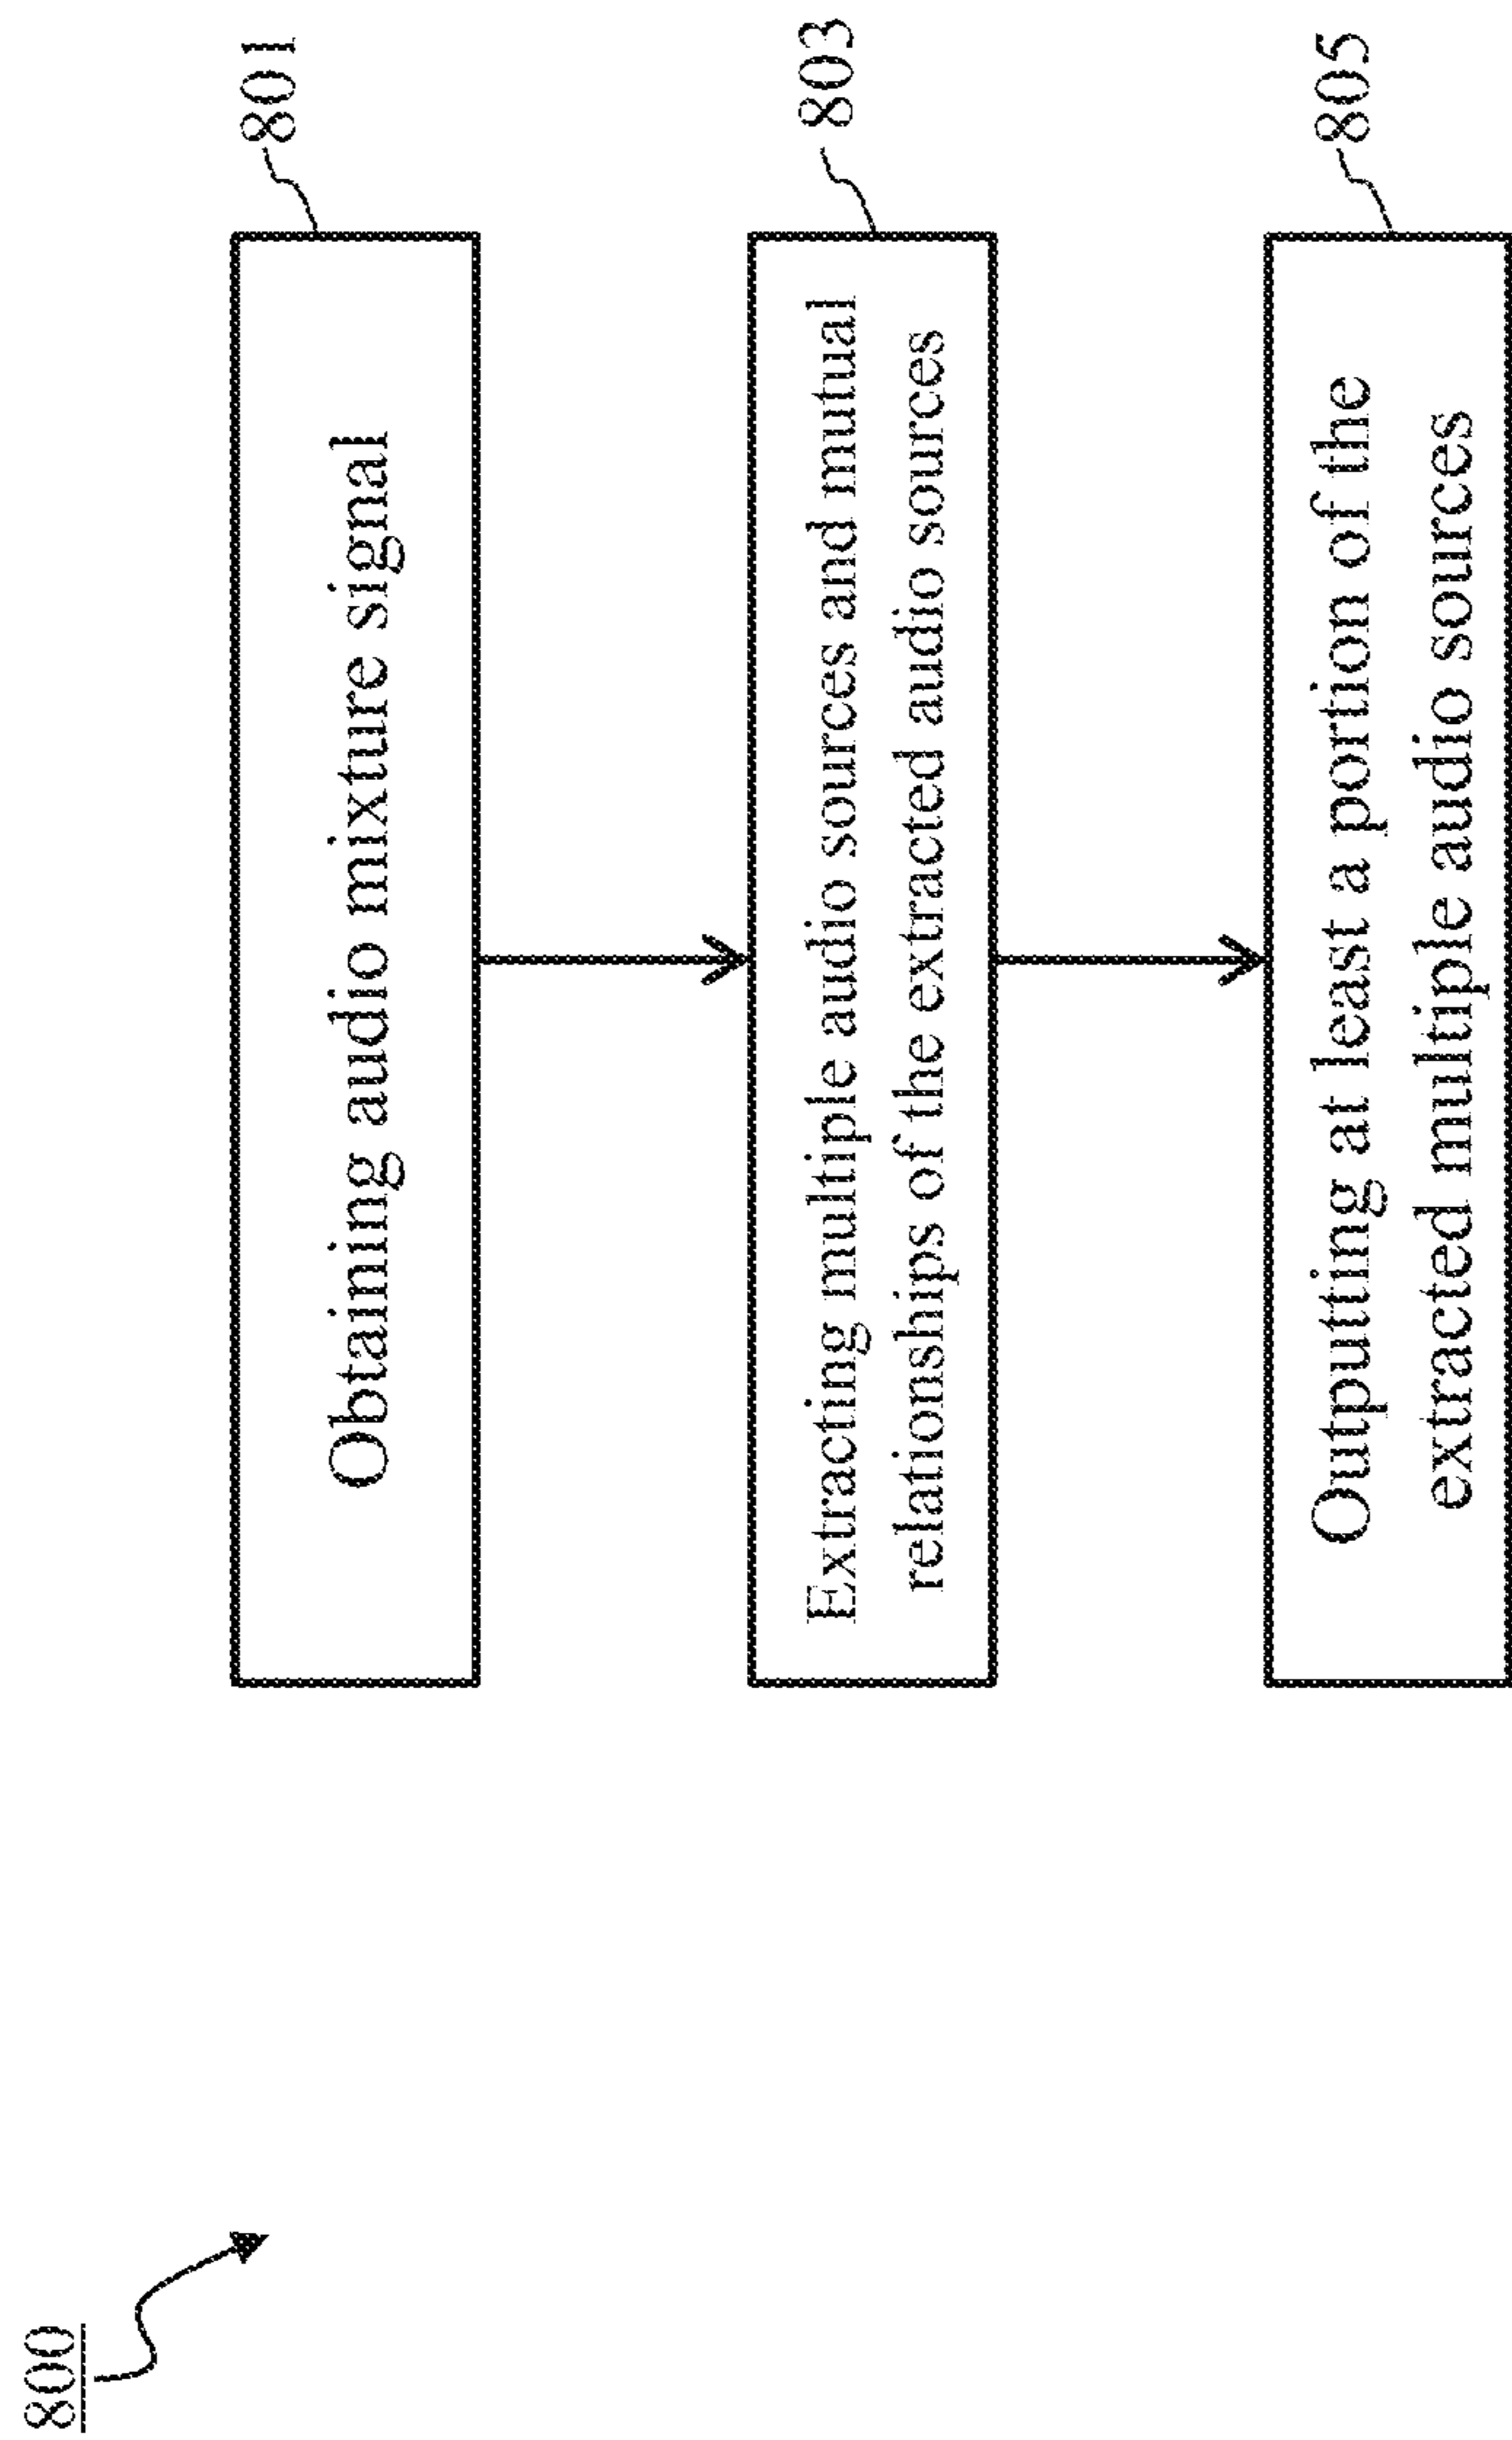 800
Obtaining audio mixture signal
801
Extracting multiple audio sources and mutual
relationships of the extracted audio sources
803
Outputting at least a portion of the
extracted multiple audio sources
805